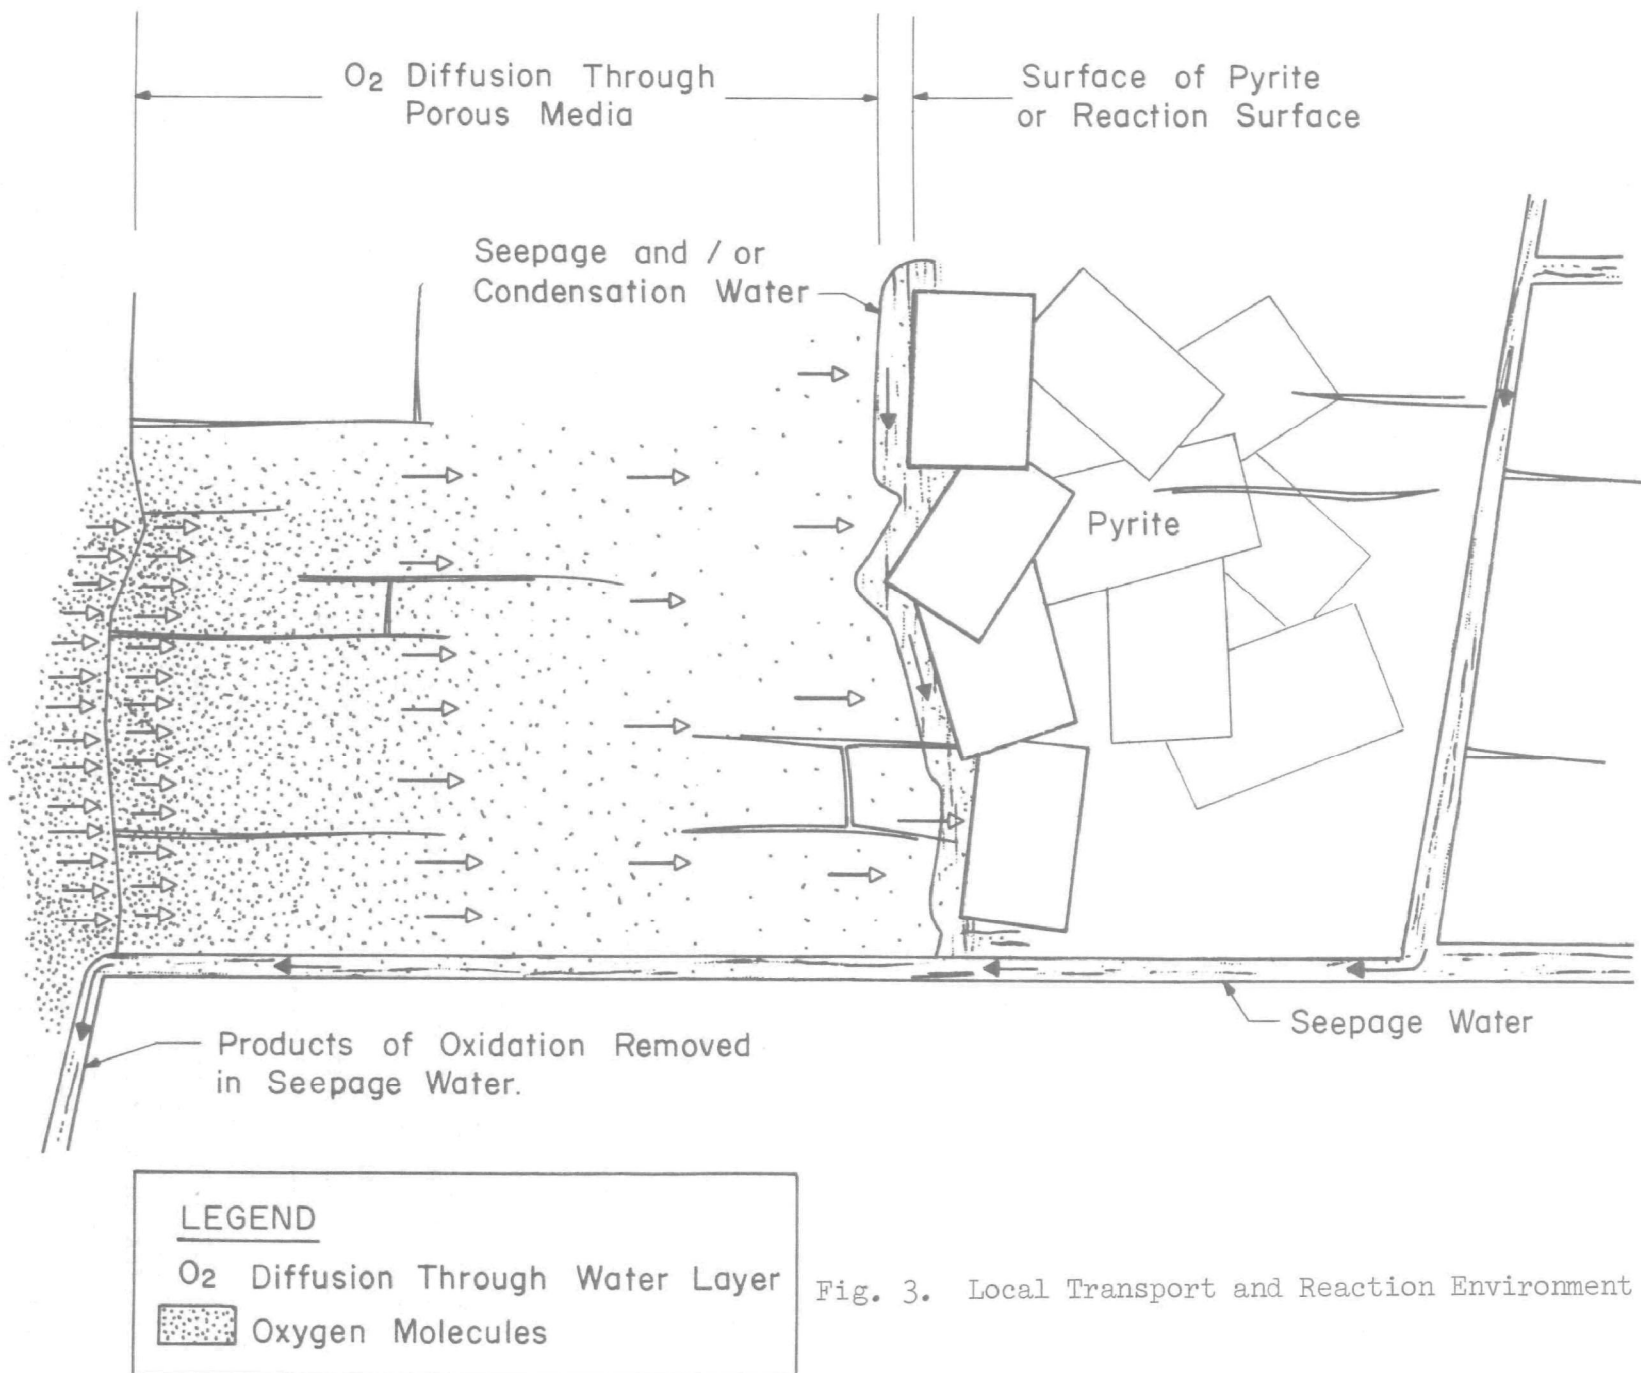 O2 Diffusion Through
Porous Media
Surface of Pyrite
or Reaction Surface
Seepage and / or
Condensation Water
Pyrite
Seepage Water
Products of Oxidation Removed
in Seepage Water.
LEGEND
O2 Diffusion Through Water Layer
Oxygen Molecules
Fig. 3. Local Transport and Reaction Environment